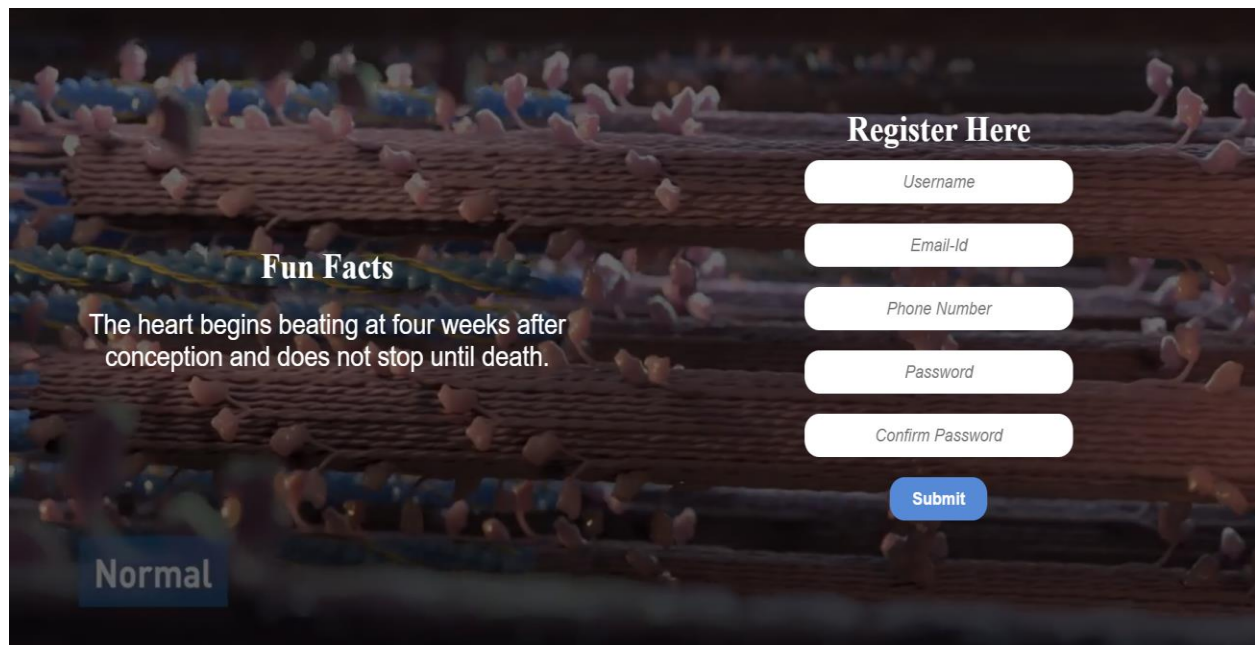 Fun Facts
The heart begins beating at four weeks after
conception and does not stop until death.
Normal
Register Here
Username
Email-Id
Phone Number
Password
Confirm Password
Submit